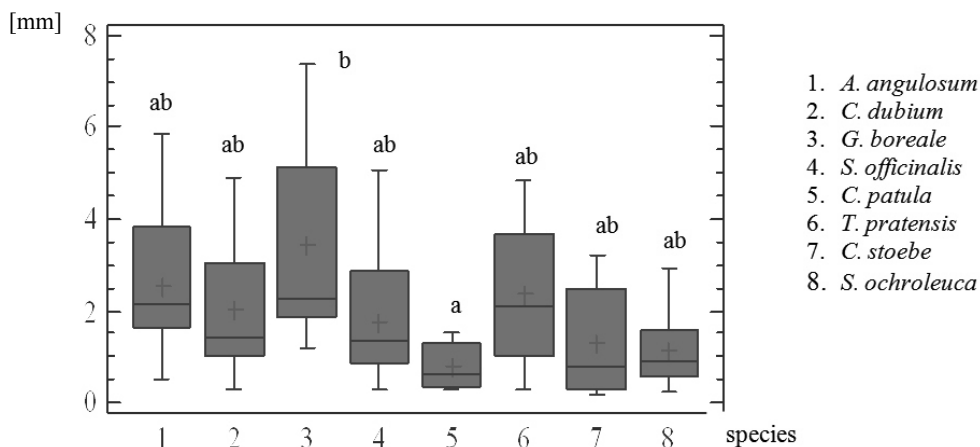 [mm]
8
6
4
2
0
ab
ab
b
ab
a
ab
ab
ab
1 2 3 4 5 6 7 8 species
1. A. angulosum
2. C. dubium
3. G. boreale
4. S. officinalis
5. C. patula
6. T. pratensis
7. C. stoebe
8. S. ochroleuca